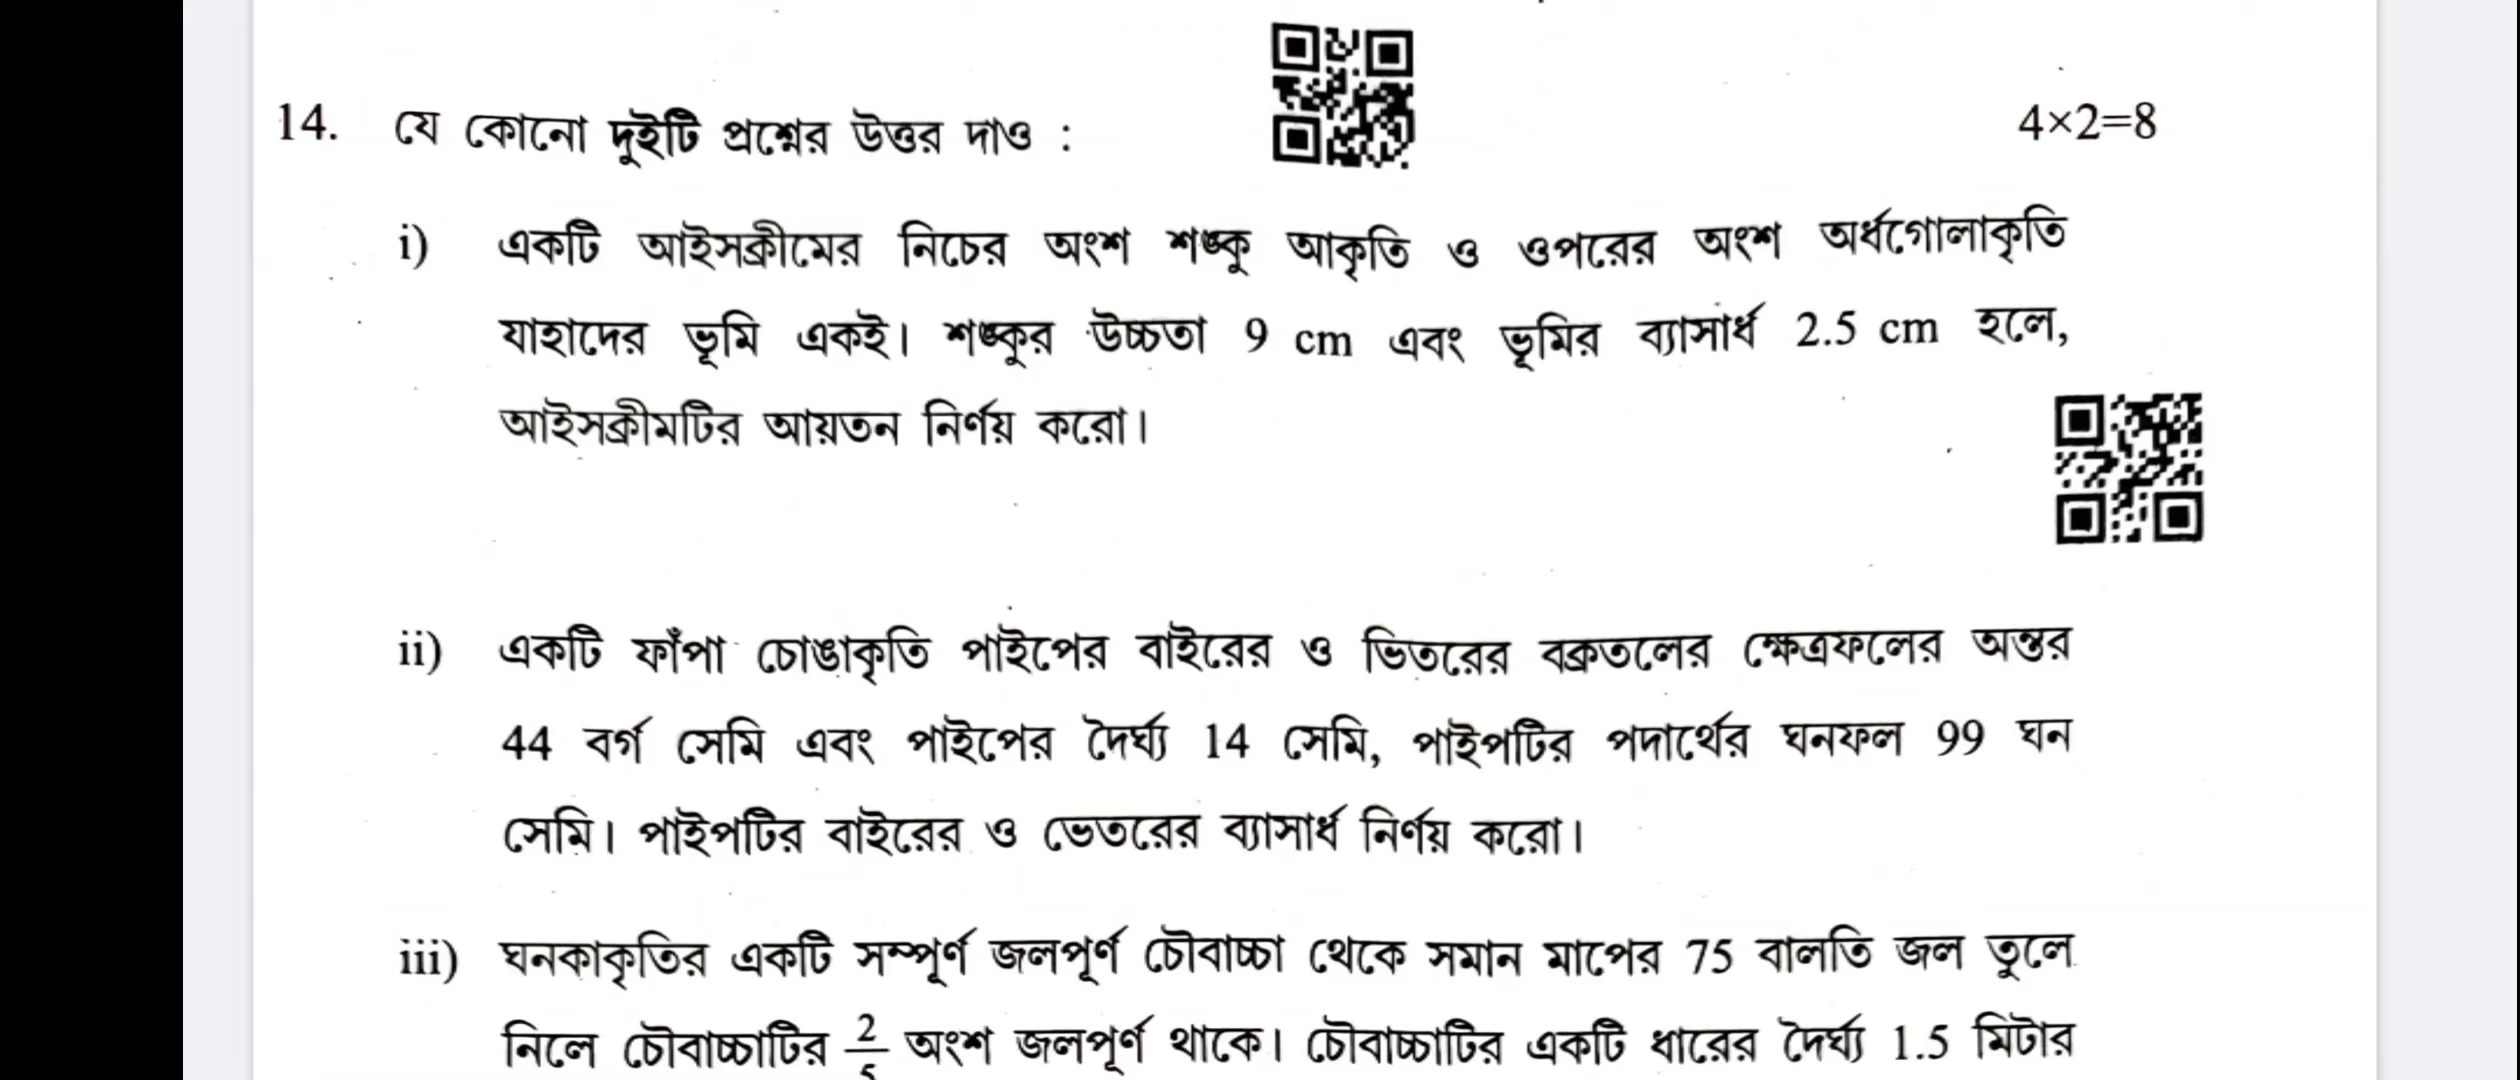 14. যে কোনো দুইটি প্রশ্নের উত্তর দাও : 4×2=8
i) একটি আইসক্রীমের নিচের অংশ শঙ্কু আকৃতি ও ওপরের অংশ অর্ধগোলাকৃতি
যাহাদের ভূমি একই। শঙ্কুর উচ্চতা 9 cm এবং ভূমির ব্যাসার্ধ 2.5 cm হলে,
আইসক্রীমটির আয়তন নির্ণয় করো।
ii) একটি ফাঁপা চোঙাকৃতি পাইপের বাইরের ও ভিতরের বক্রতলের ক্ষেত্রফলের অন্তর
44 বর্গ সেমি এবং পাইপের দৈর্ঘ্য 14 সেমি, পাইপটির পদার্থের ঘনফল 99 ঘন
সেমি। পাইপটির বাইরের ও ভেতরের ব্যাসার্ধ নির্ণয় করো।
iii) ঘনকাকৃতির একটি সম্পূর্ণ জলপূর্ণ চৌবাচ্চা থেকে সমান মাপের 75 বালতি জল তুলে
নিলে চৌবাচ্চাটির 2/5 অংশ জলপূর্ণ থাকে। চৌবাচ্চাটির একটি ধারের দৈর্ঘ্য 1.5 মিটার